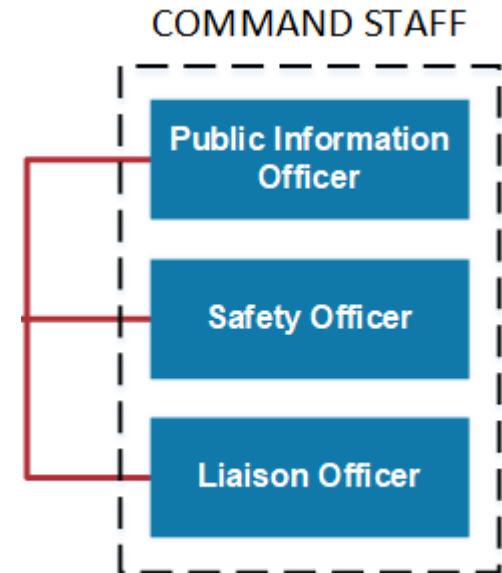 COMMAND STAFF
Public Information
Officer
Safety Officer
Liaison Officer